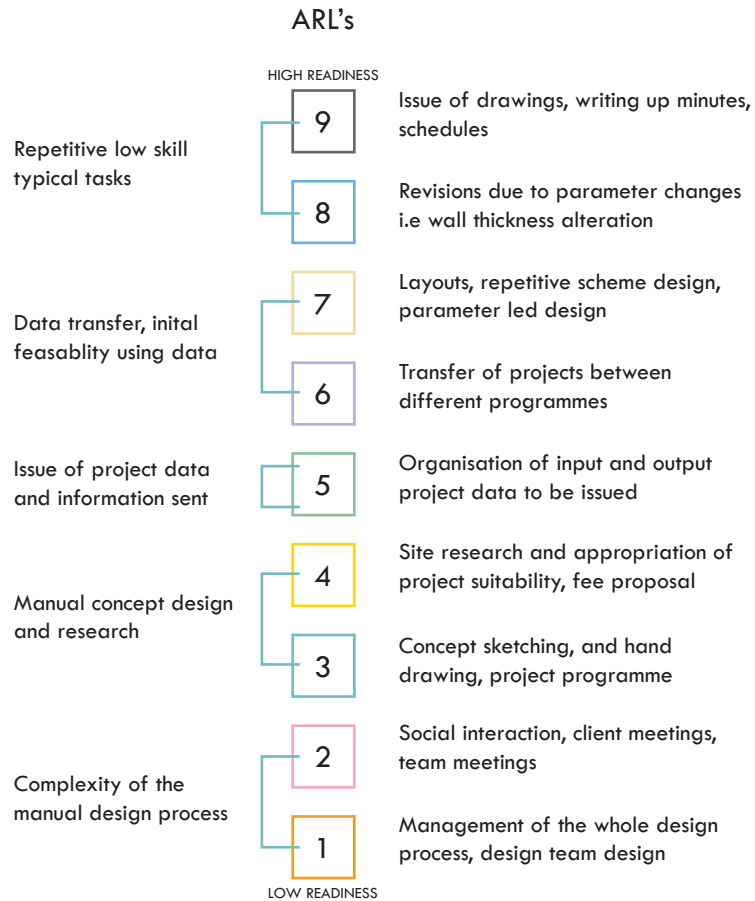 ARL's
HIGH READINESS
9
Issue of drawings, writing up minutes,
schedules
Repetitive low skill
typical tasks
8
Revisions due to parameter changes
i.e wall thickness alteration
7
Layouts, repetitive scheme design,
parameter led design
Data transfer, inital
feasablity using data
6
Transfer of projects between
different programmes
Issue of project data
and information sent
5
Organisation of input and output
project data to be issued
4
Site research and appropriation of
project suitability, fee proposal
Manual concept design
and research
3
Concept sketching, and hand
drawing, project programme
2
Social interaction, client meetings,
team meetings
Complexity of the
manual design process
1
Management of the whole design
process, design team design
LOW READINESS